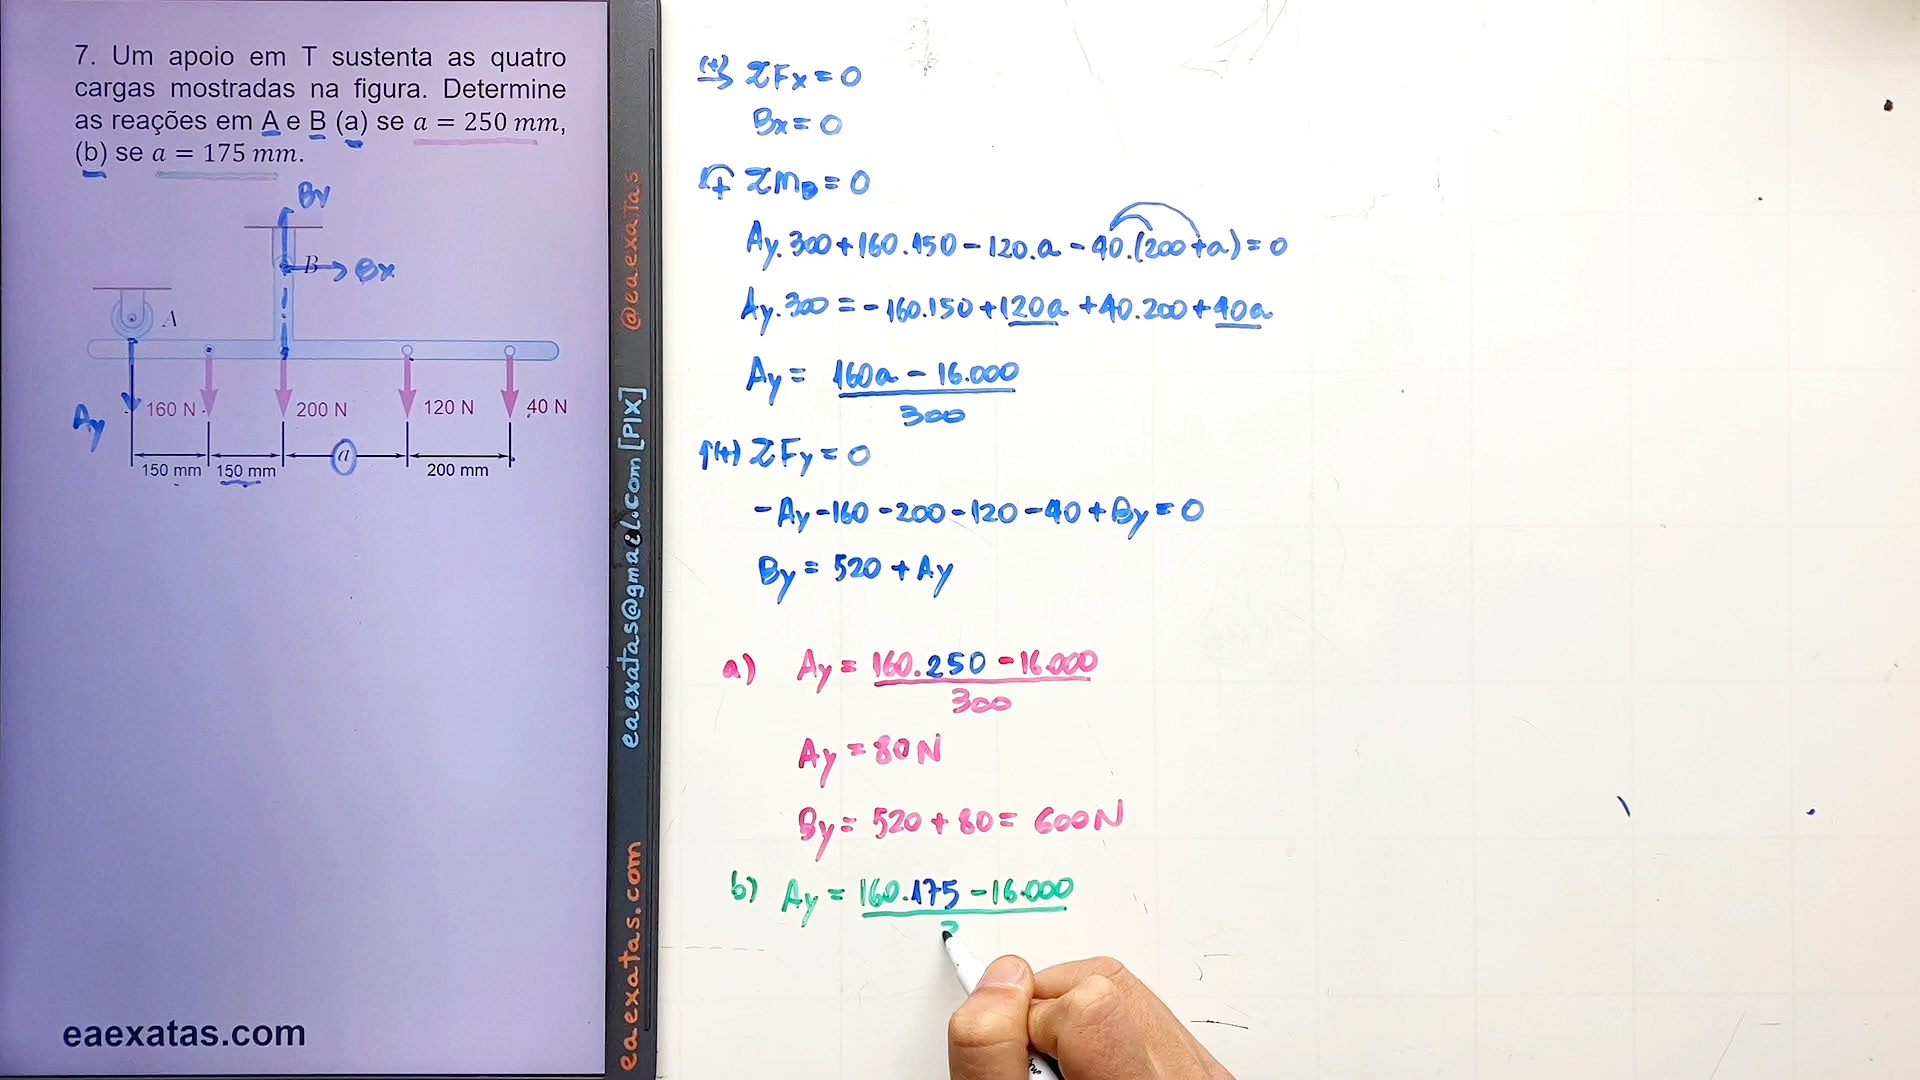 7. Um apoio em T sustenta as quatro
cargas mostradas na figura. Determine
as reações em A e B (a) se a = 250 mm,
(b) se a = 175 mm.
By
B
Bx
A
Ay
160 N
200 N
120 N
40 N
150 mm
150 mm
a
200 mm
eaexatas.com
@eaexatas
eaexatas@gmail.com [PIX]
eaexatas.com
(+) ΣFx = 0
Bx = 0
+ ΣMB = 0
Ay.300 + 160.150 - 120.a - 40.(200 + a) = 0
Ay.300 = -160.150 + 120a + 40.200 + 40a
Ay = 160a - 16.000
300
↑(+) ΣFy = 0
-Ay - 160 - 200 - 120 - 40 + By = 0
By = 520 + Ay
a) Ay = 160.250 - 16.000
300
Ay = 80N
By = 520 + 80 = 600N
b) Ay = 160.175 - 16.000